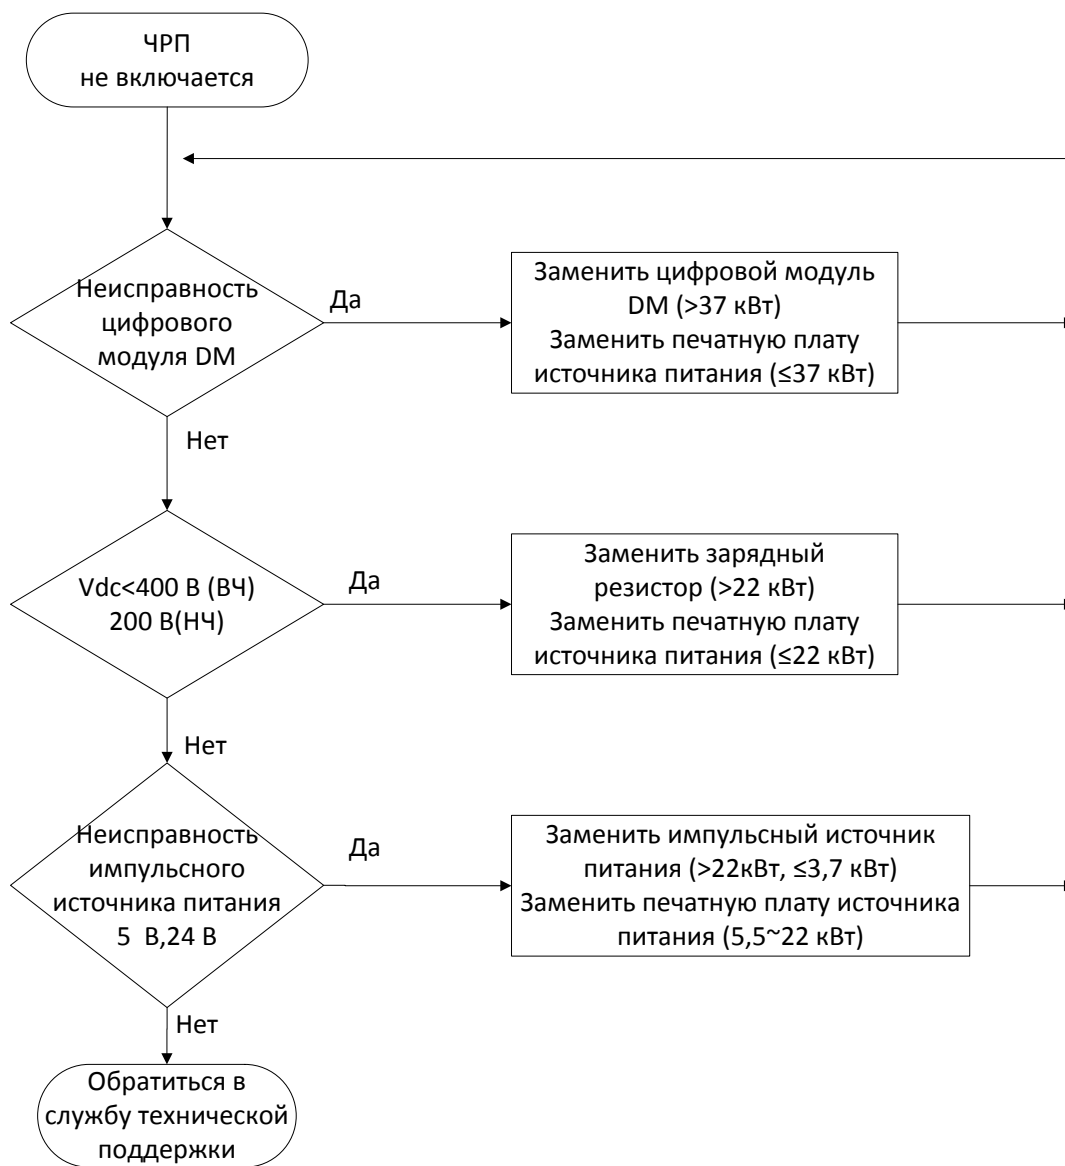 ЧРП
не включается
Неисправность
цифрового
модуля DM
Да
Заменить цифровой модуль
DM (>37 кВт)
Заменить печатную плату
источника питания (≤37 кВт)
Нет
Vdc<400 В (ВЧ)
200 В(НЧ)
Да
Заменить зарядный
резистор (>22 кВт)
Заменить печатную плату
источника питания (≤22 кВт)
Нет
Неисправность
импульсного
источника питания
5  В,24 В
Да
Заменить импульсный источник
питания (>22кВт, ≤3,7 кВт)
Заменить печатную плату источника
питания (5,5~22 кВт)
Нет
Обратиться в
службу технической
поддержки